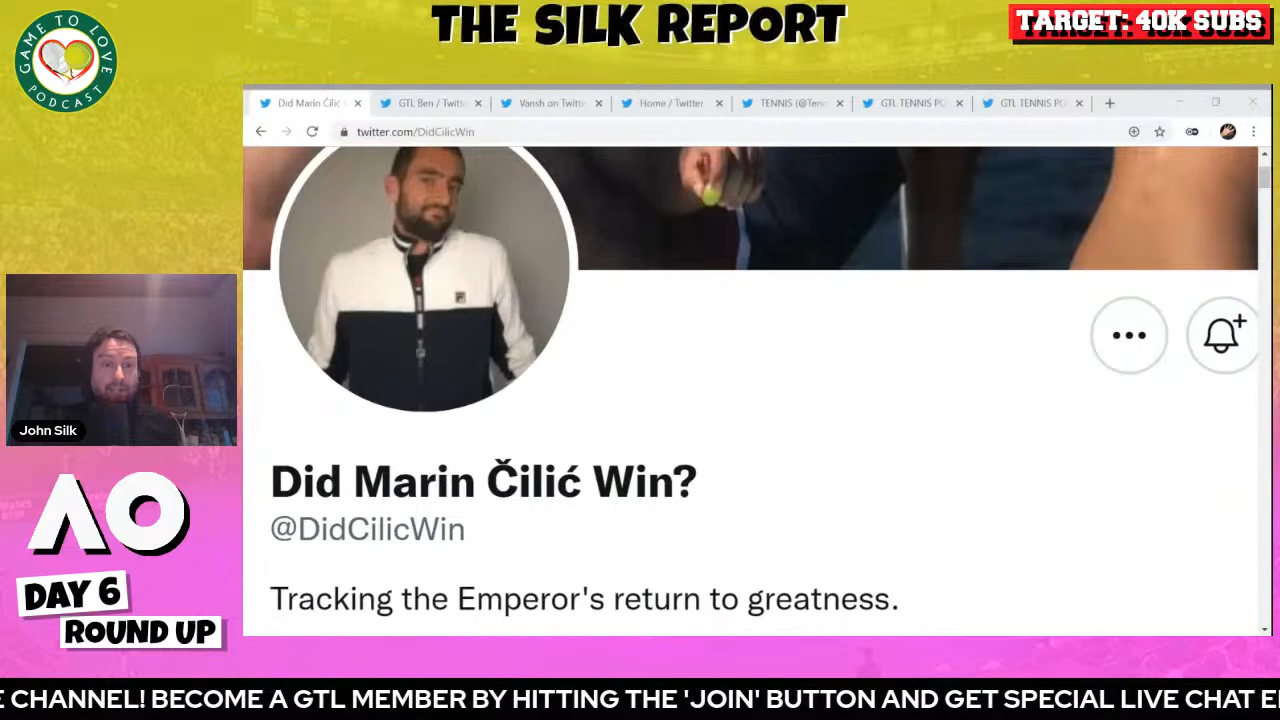 GAME TO LOVE
PODCAST
THE SILK REPORT
TARGET: 40K SUBS
Did Marin Čilić
GTL Ben / Twitt
Vansh on Twitt
Home / Twitter
TENNIS (@Tenn
GTL TENNIS PO
GTL TENNIS PO
twitter.com/DidCilicWin
John Silk
Did Marin Čilić Win?
@DidCilicWin
Tracking the Emperor's return to greatness.
AO
DAY 6
ROUND UP
E CHANNEL! BECOME A GTL MEMBER BY HITTING THE 'JOIN' BUTTON AND GET SPECIAL LIVE CHAT E